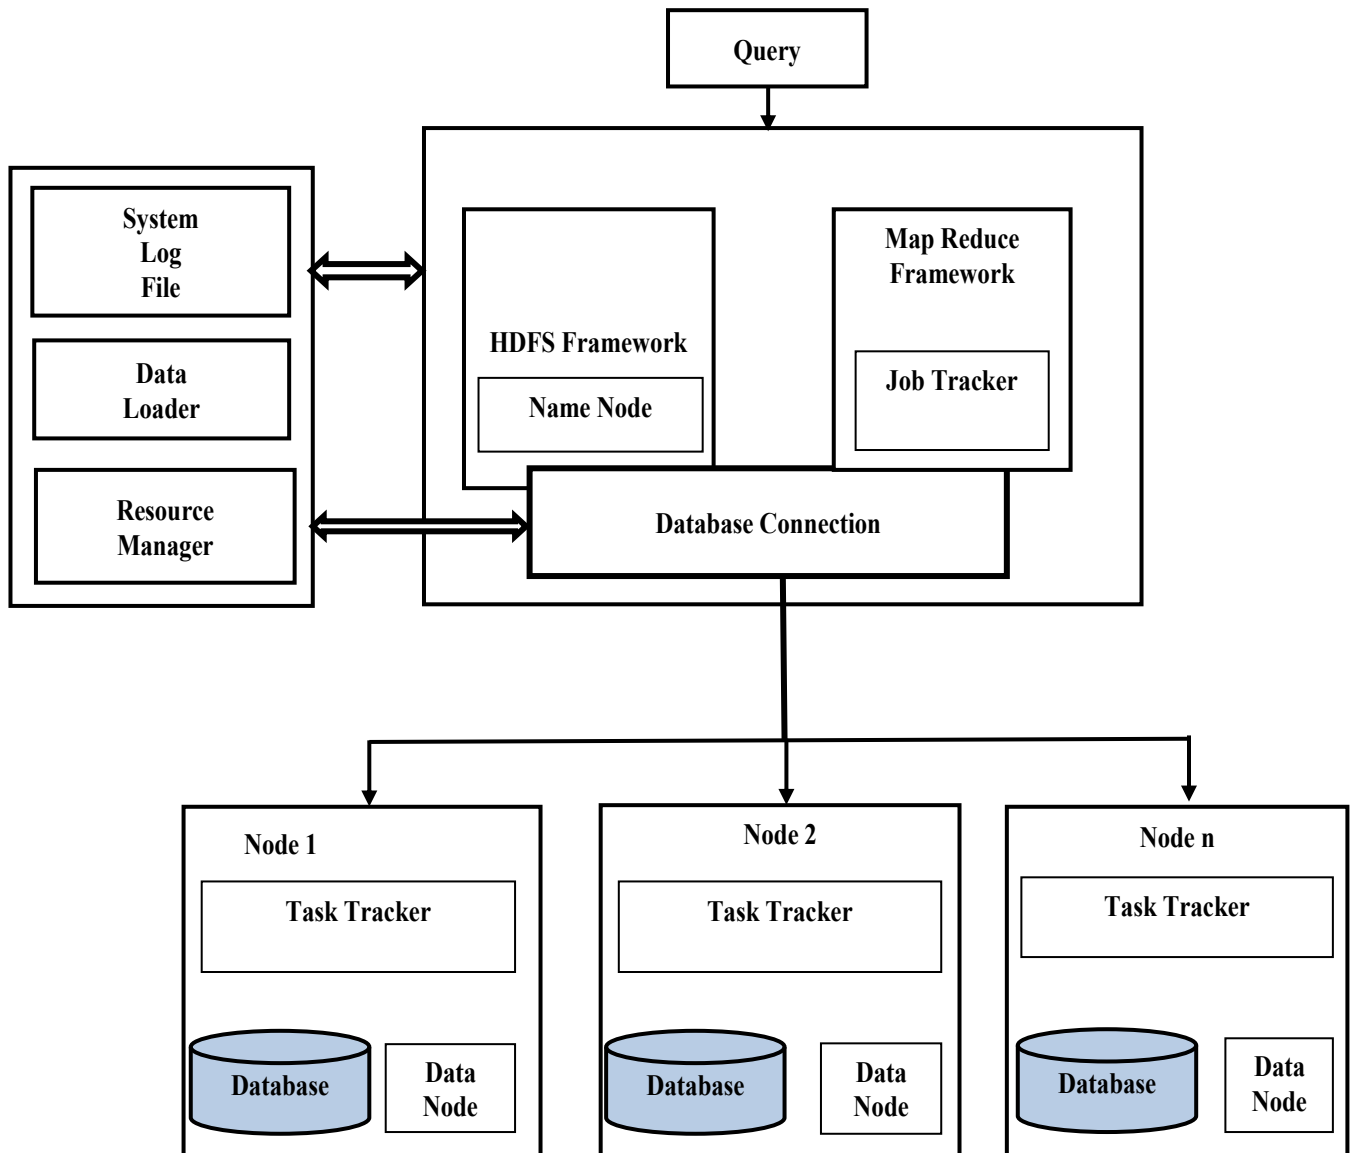 Query
System
Log
File
Data
Loader
Resource
Manager
HDFS Framework
Name Node
Map Reduce
Framework
Job Tracker
Database Connection
Node 1
Task Tracker
Database
Data
Node
Node 2
Task Tracker
Database
Data
Node
Node n
Task Tracker
Database
Data
Node